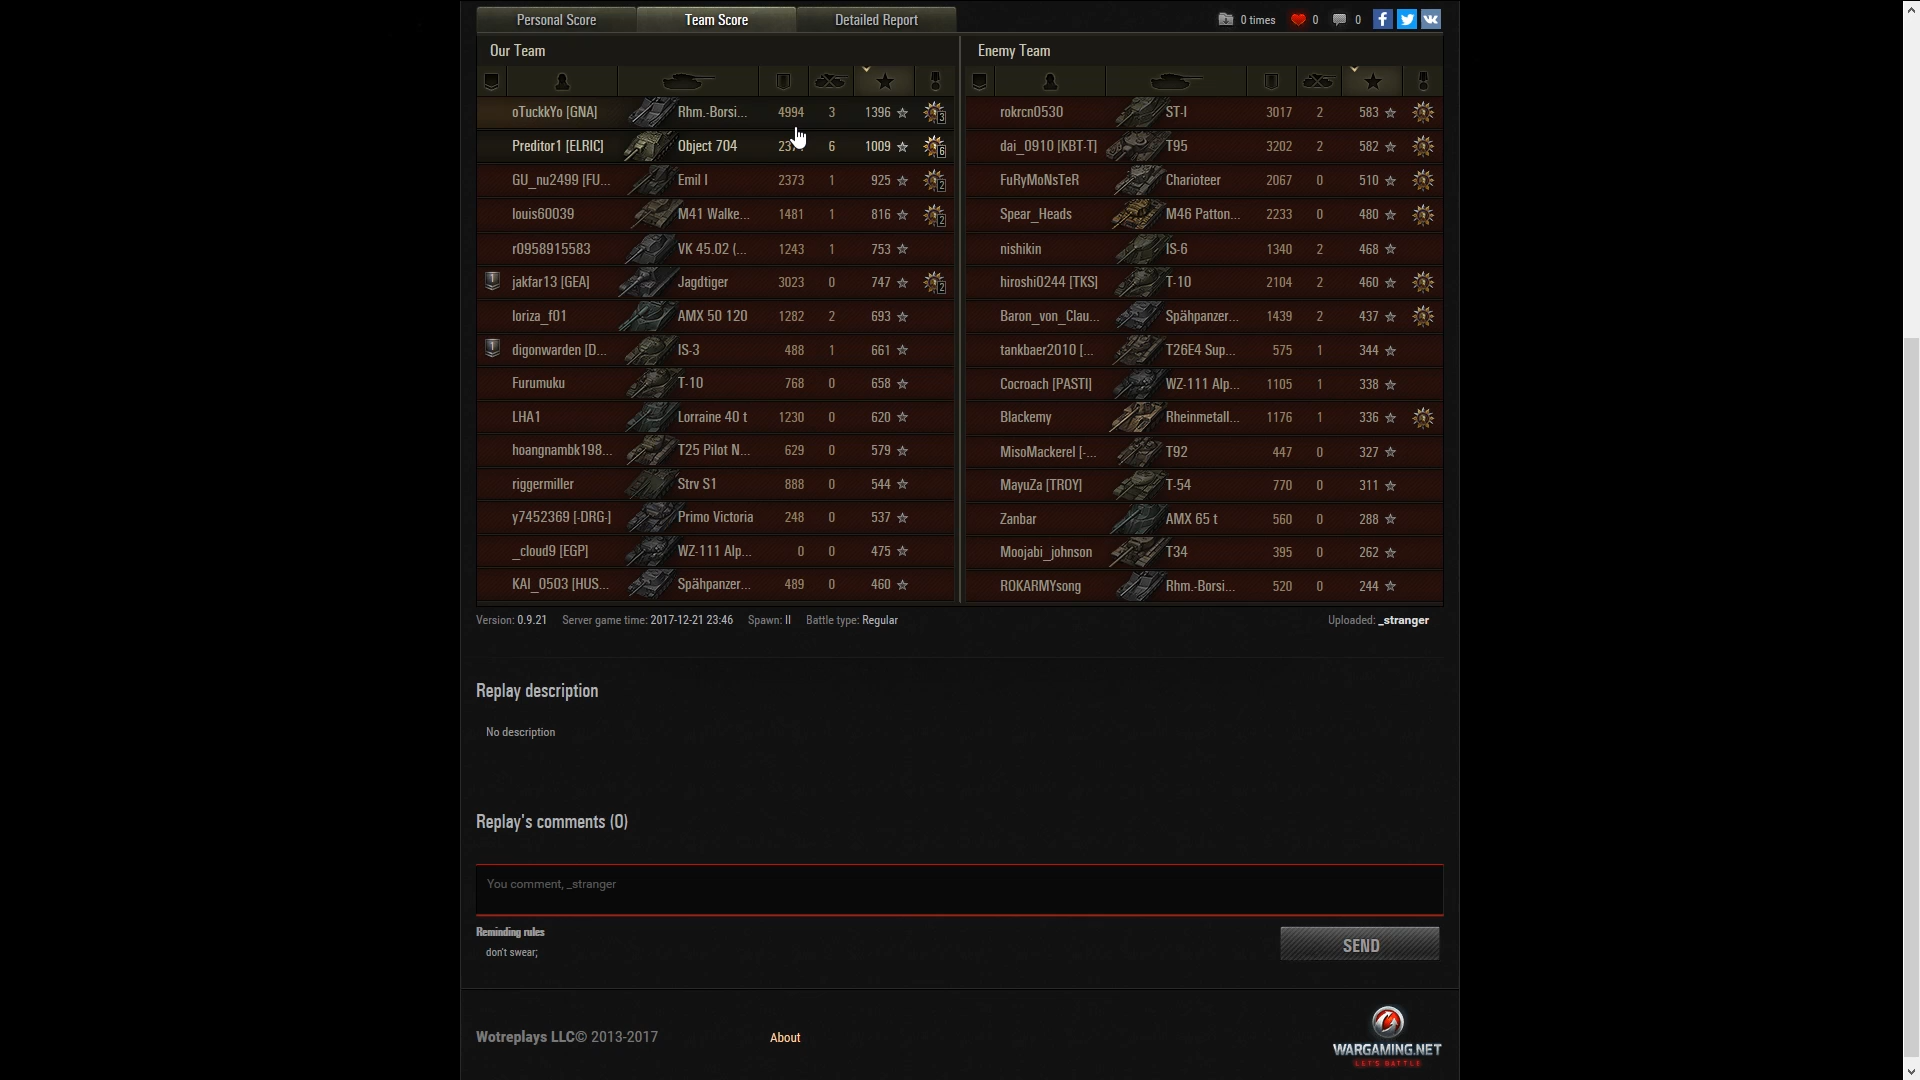 Personal Score Team Score Detailed Report 0 times 0 0
Our Team Enemy Team
oTuckkYo [GNA] Rhm.-Borsi... 4994 3 1396 3 rokrcn0530 ST-I 3017 2 583
Preditor1 [ELRIC] Object 704 6 1009 6 dai_0910 [KBT-T] T95 3202 2 582
GU_nu2499 [FU... Emil I 2373 1 925 2 FuRyMoNsTeR Charioteer 2067 0 510
louis60039 M41 Walke... 1481 1 816 2 Spear_Heads M46 Patton... 2233 0 480
r0958915583 VK 45.02 (... 1243 1 753 nishikin IS-6 1340 2 468
1 jakfar13 [GEA] Jagdtiger 3023 0 747 2 hiroshi0244 [TKS] T-10 2104 2 460
loriza_f01 AMX 50 120 1282 2 693 Baron_von_Clau... Spähpanzer... 1439 2 437
1 digonwarden [D... IS-3 488 1 661 tankbaer2010 [... T26E4 Sup... 575 1 344
Furumuku T-10 768 0 658 Cocroach [PASTI] WZ-111 Alp... 1105 1 338
LHA1 Lorraine 40 t 1230 0 620 Blackemy Rheinmetall... 1176 1 336
hoangnambk198... T25 Pilot N... 629 0 579 MisoMackerel [-... T92 447 0 327
riggermiller Strv S1 888 0 544 MayuZa [TROY] T-54 770 0 311
y7452369 [-DRG-] Primo Victoria 248 0 537 Zanbar AMX 65 t 560 0 288
_cloud9 [EGP] WZ-111 Alp... 0 0 475 Moojabi_johnson T34 395 0 262
KAI_0503 [HUS... Spähpanzer... 489 0 460 ROKARMYsong Rhm.-Borsi... 520 0 244
Version: 0.9.21 Server game time: 2017-12-21 23:46 Spawn: II Battle type: Regular Uploaded: _stranger
Replay description
No description
Replay's comments (0)
You comment, _stranger
Reminding rules
don't swear;
SEND
Wotreplays LLC© 2013-2017 About
WARGAMING.NET
LET'S BATTLE